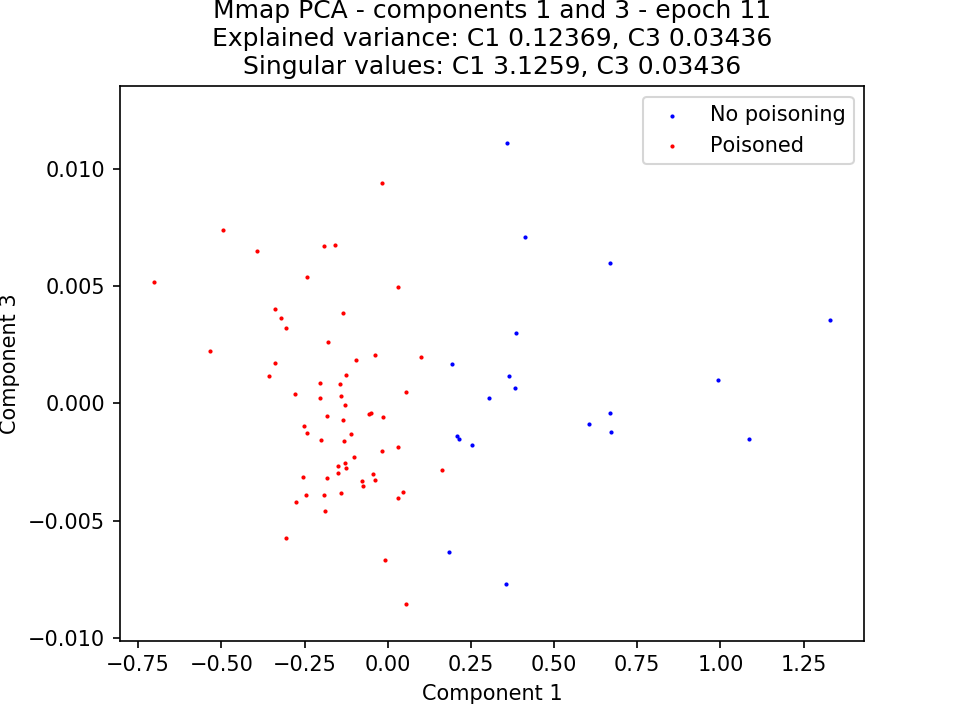 Mmap PCA - components 1 and 3 - epoch 11
Explained variance: C1 0.12369, C3 0.03436
Singular values: C1 3.1259, C3 0.03436
No poisoning
Poisoned
0.010
0.005
0.000
−0.005
−0.010
Component 3
−0.75 −0.50 −0.25 0.00 0.25 0.50 0.75 1.00 1.25
Component 1